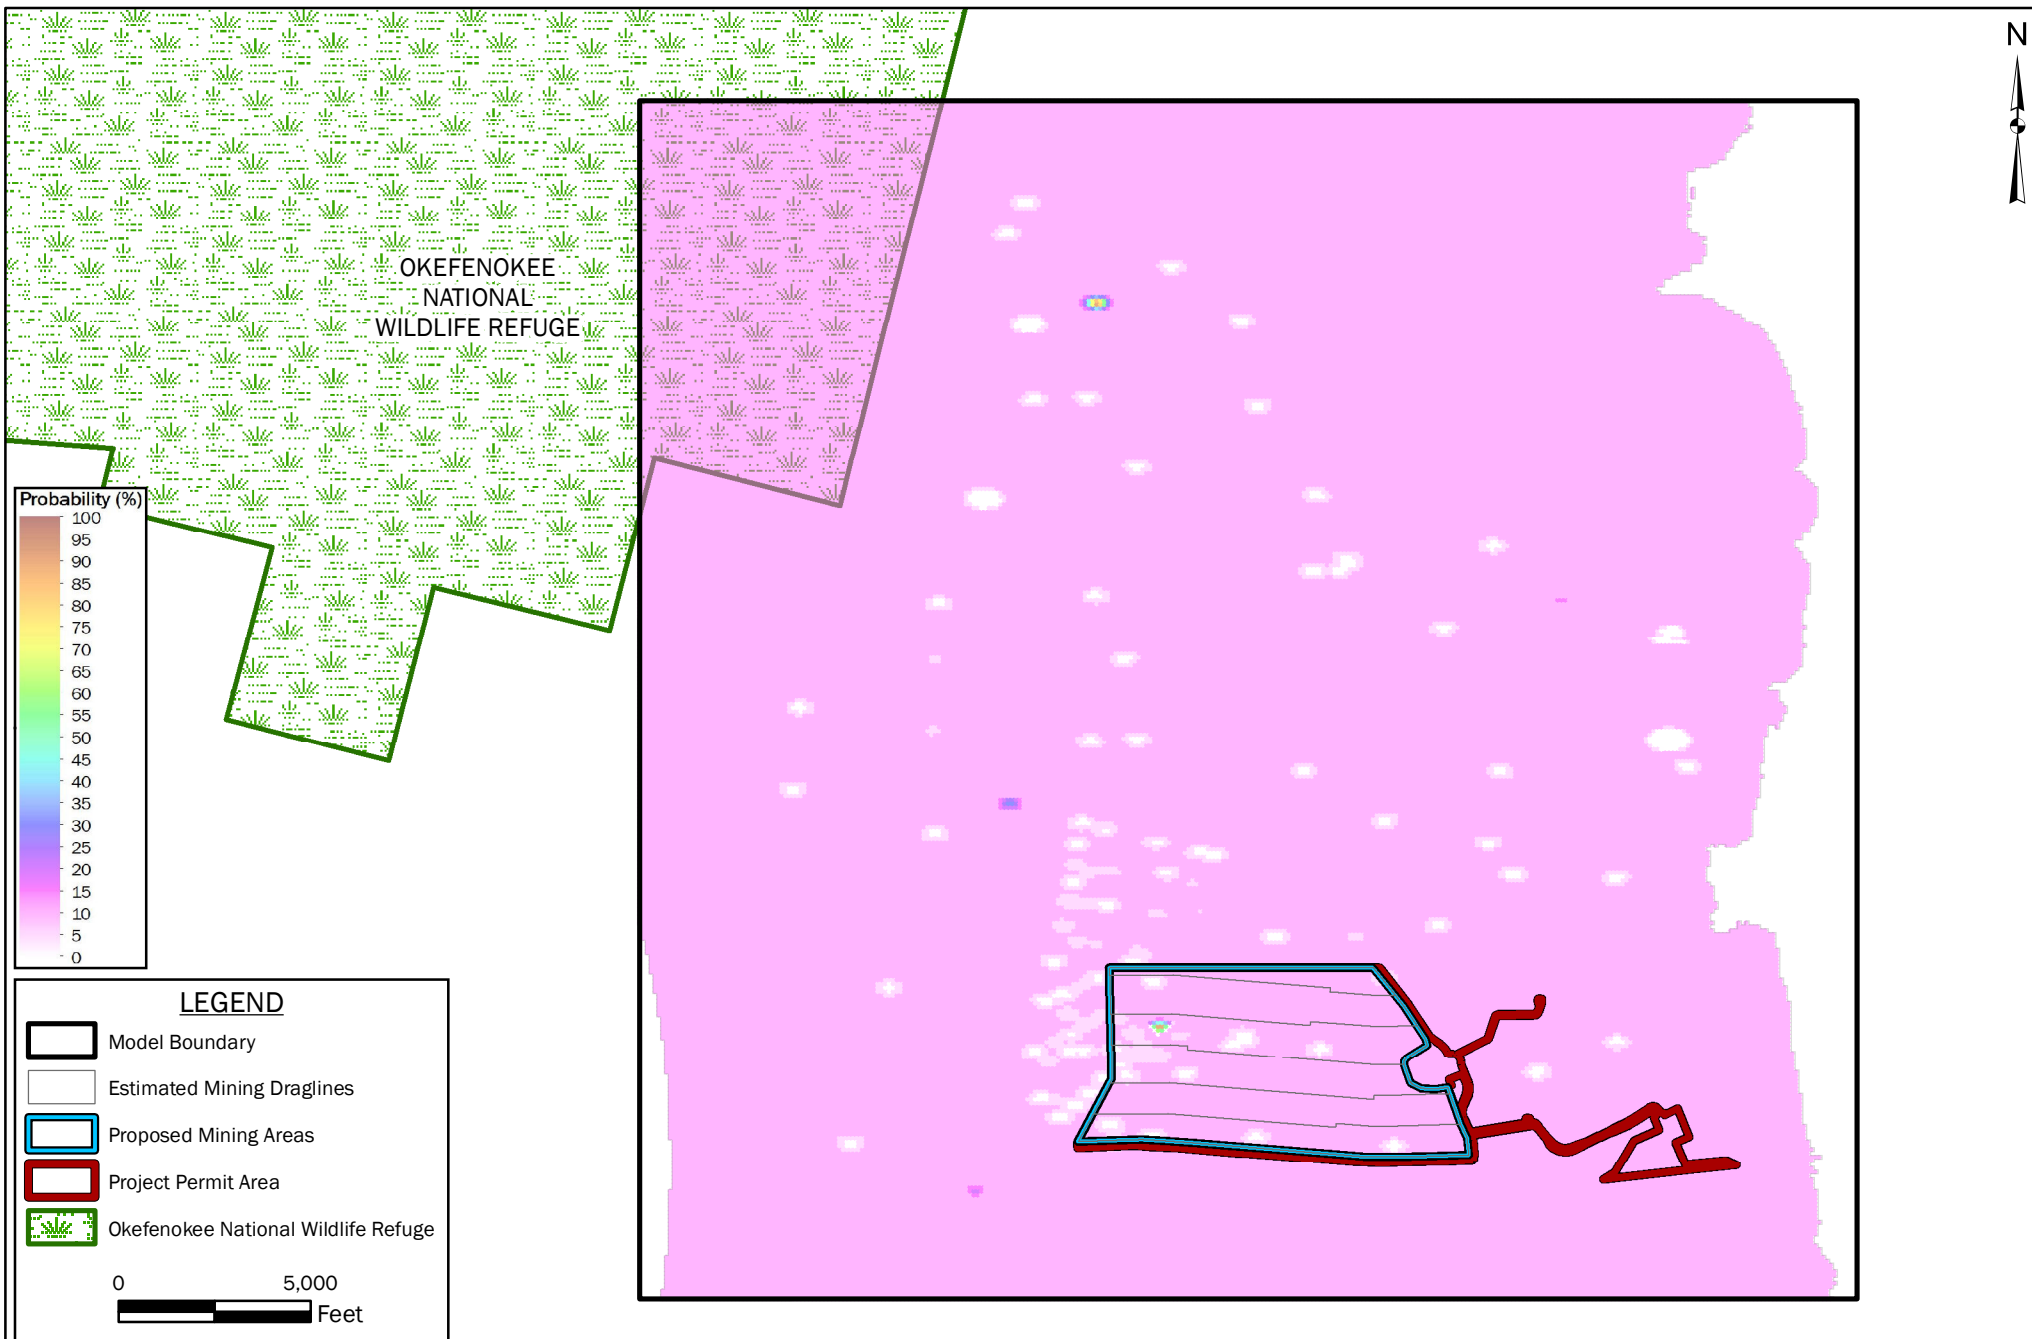 N
OKEFENOKEE
NATIONAL
WILDLIFE REFUGE
Probability (%)
100
95
90
85
80
75
70
65
60
55
50
45
40
35
30
25
20
15
10
5
0
LEGEND
Model Boundary
Estimated Mining Draglines
Proposed Mining Areas
Project Permit Area
Okefenokee National Wildlife Refuge
0 5,000
Feet